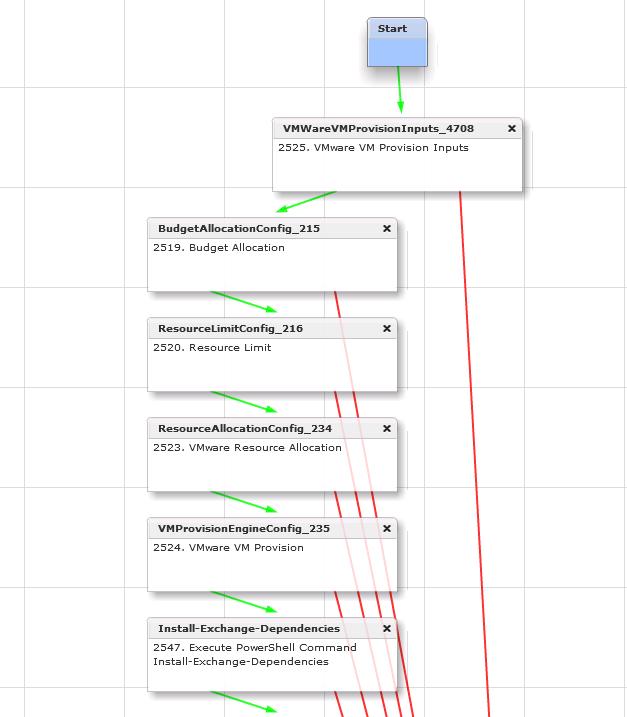 Start
VMWareVMProvisionInputs_4708
2525. VMware VM Provision Inputs
BudgetAllocationConfig_215
2519. Budget Allocation
ResourceLimitConfig_216
2520. Resource Limit
ResourceAllocationConfig_234
2523. VMware Resource Allocation
VMProvisionEngineConfig_235
2524. VMware VM Provision
Install-Exchange-Dependencies
2547. Execute PowerShell Command
Install-Exchange-Dependencies